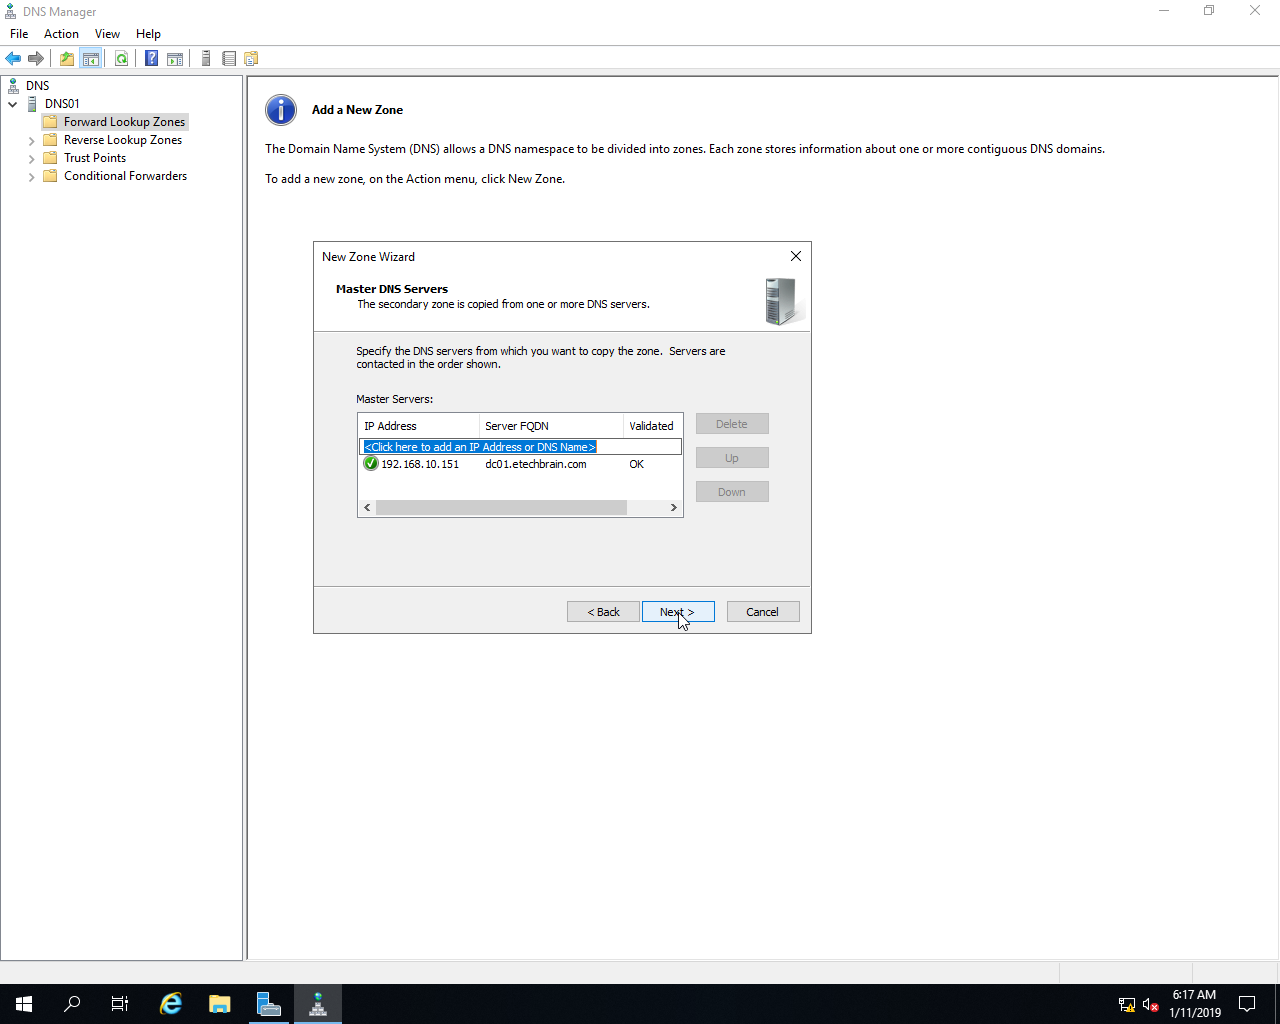 DNS Manager
File Action View Help
DNS
DNS01
Forward Lookup Zones
Reverse Lookup Zones
Trust Points
Conditional Forwarders
Add a New Zone
The Domain Name System (DNS) allows a DNS namespace to be divided into zones. Each zone stores information about one or more contiguous DNS domains.
To add a new zone, on the Action menu, click New Zone.
New Zone Wizard
Master DNS Servers
The secondary zone is copied from one or more DNS servers.
Specify the DNS servers from which you want to copy the zone. Servers are
contacted in the order shown.
Master Servers:
IP Address Server FQDN Validated
<Click here to add an IP Address or DNS Name>
192.168.10.151 dc01.etechbrain.com OK
Delete
Up
Down
< Back Next > Cancel
6:17 AM
1/11/2019